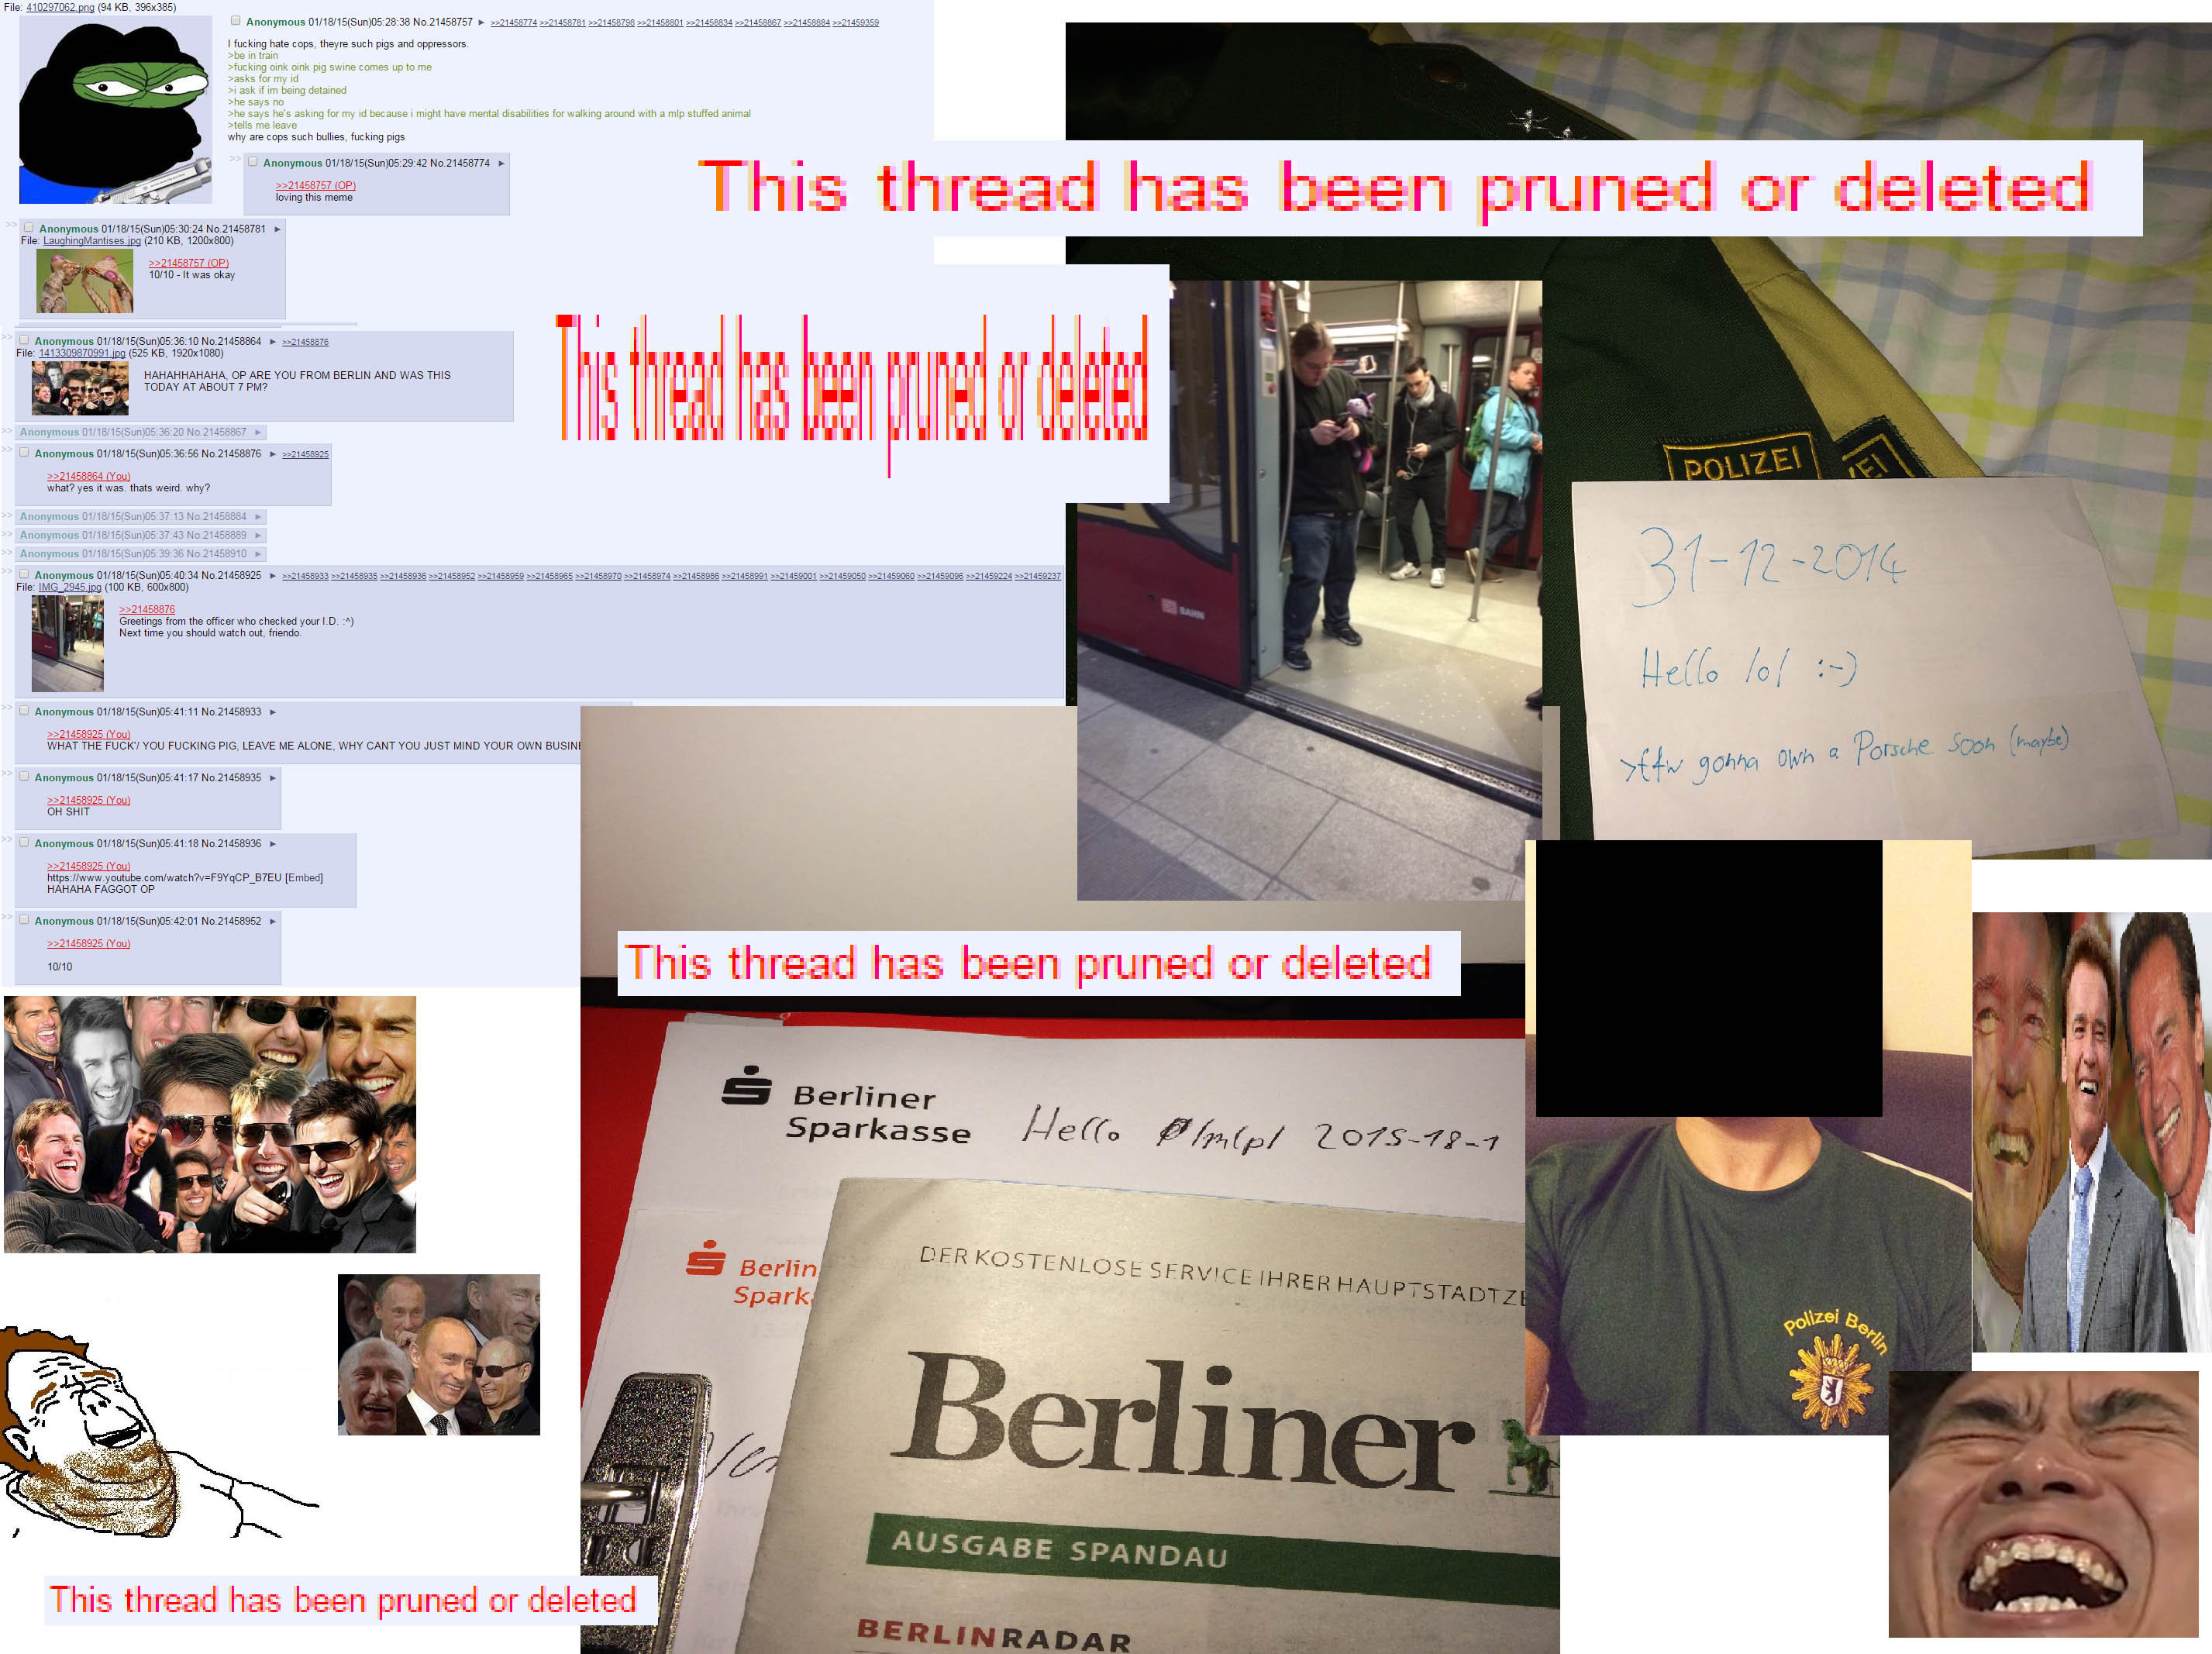 File: 410297062.png (94 KB, 396x385)
Anonymous 01/18/15(Sun)05:28:38 No.21458757 ► >>21458774 >>21458781 >>21458798 >>21458801 >>21458834 >>21458867 >>21458884 >>21459359
I fucking hate cops, theyre such pigs and oppressors.
>be in train
>fucking oink oink pig swine comes up to me
>asks for my id
>i ask if im being detained
>he says no
>he says he's asking for my id because i might have mental disabilities for walking around with a mlp stuffed animal
>tells me leave
why are cops such bullies, fucking pigs
>> Anonymous 01/18/15(Sun)05:29:42 No.21458774 ►
>>21458757 (OP)
loving this meme
>> Anonymous 01/18/15(Sun)05:30:24 No.21458781 ►
File: LaughingMantises.jpg (210 KB, 1200x800)
>>21458757 (OP)
10/10 - It was okay
>> Anonymous 01/18/15(Sun)05:36:10 No.21458864 ► >>21458876
File: 1413309870991.jpg (525 KB, 1920x1080)
HAHAHHAHAHA, OP ARE YOU FROM BERLIN AND WAS THIS
TODAY AT ABOUT 7 PM?
>> Anonymous 01/18/15(Sun)05:36:20 No.21458867 ►
>> Anonymous 01/18/15(Sun)05:36:56 No.21458876 ► >>21458925
>>21458864 (You)
what? yes it was. thats weird. why?
>> Anonymous 01/18/15(Sun)05:37:13 No.21458884 ►
>> Anonymous 01/18/15(Sun)05:37:43 No.21458889 ►
>> Anonymous 01/18/15(Sun)05:39:36 No.21458910 ►
>> Anonymous 01/18/15(Sun)05:40:34 No.21458925 ► >>21458933 >>21458935 >>21458936 >>21458952 >>21458959 >>21458965 >>21458970 >>21458974 >>21458986 >>21458991 >>21459001 >>21459050 >>21459060 >>21459096 >>21459224 >>21459237
File: IMG_2945.jpg (100 KB, 600x800)
>>21458876
Greetings from the officer who checked your I.D. :^)
Next time you should watch out, friendo.
>> Anonymous 01/18/15(Sun)05:41:11 No.21458933 ►
>>21458925 (You)
WHAT THE FUCK'/ YOU FUCKING PIG, LEAVE ME ALONE, WHY CANT YOU JUST MIND YOUR OWN BUSINE
>> Anonymous 01/18/15(Sun)05:41:17 No.21458935 ►
>>21458925 (You)
OH SHIT
>> Anonymous 01/18/15(Sun)05:41:18 No.21458936 ►
>>21458925 (You)
https://www.youtube.com/watch?v=F9YqCP_B7EU [Embed]
HAHAHA FAGGOT OP
>> Anonymous 01/18/15(Sun)05:42:01 No.21458952 ►
>>21458925 (You)
10/10
This thread has been pruned or deleted
This thread has been pruned or deleted
BAHN
POLIZEI
ZEI
31-12-2014
Hello lol :-)
>tfw gonna own a Porsche soon (maybe)
This thread has been pruned or deleted
Berliner
Sparkasse
Hello /mlp/ 2015-18-1
Berlin
Spark
DER KOSTENLOSE SERVICE IHRER HAUPTSTADTZE
Berliner
AUSGABE SPANDAU
BERLINRADAR
Polizei Berlin
This thread has been pruned or deleted